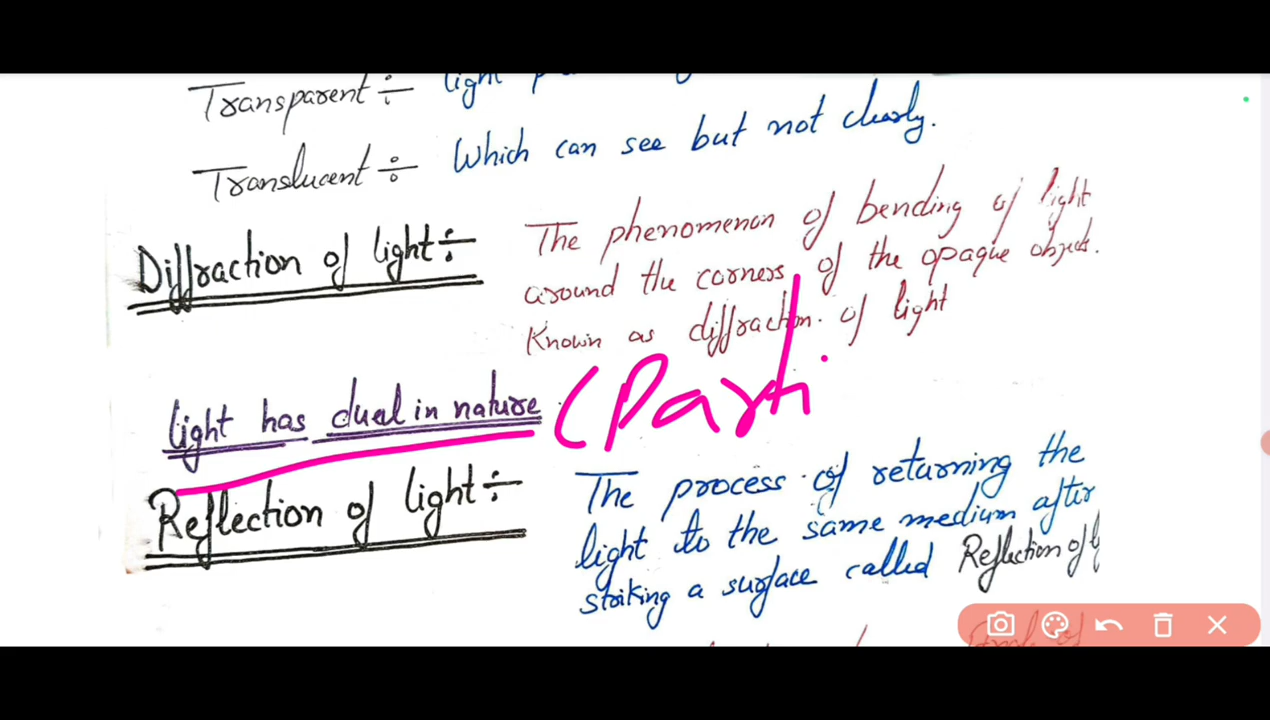 Transparent ÷ light
Translucent ÷ Which can see but not clearly.
Diffraction of light ÷ The phenomenon of bending of light
around the corners of the opaque objects.
Known as diffraction. of light
light has dual in nature (Parti
Reflection of light ÷ The process of returning the
light to the same medium after
striking a surface called Reflection of